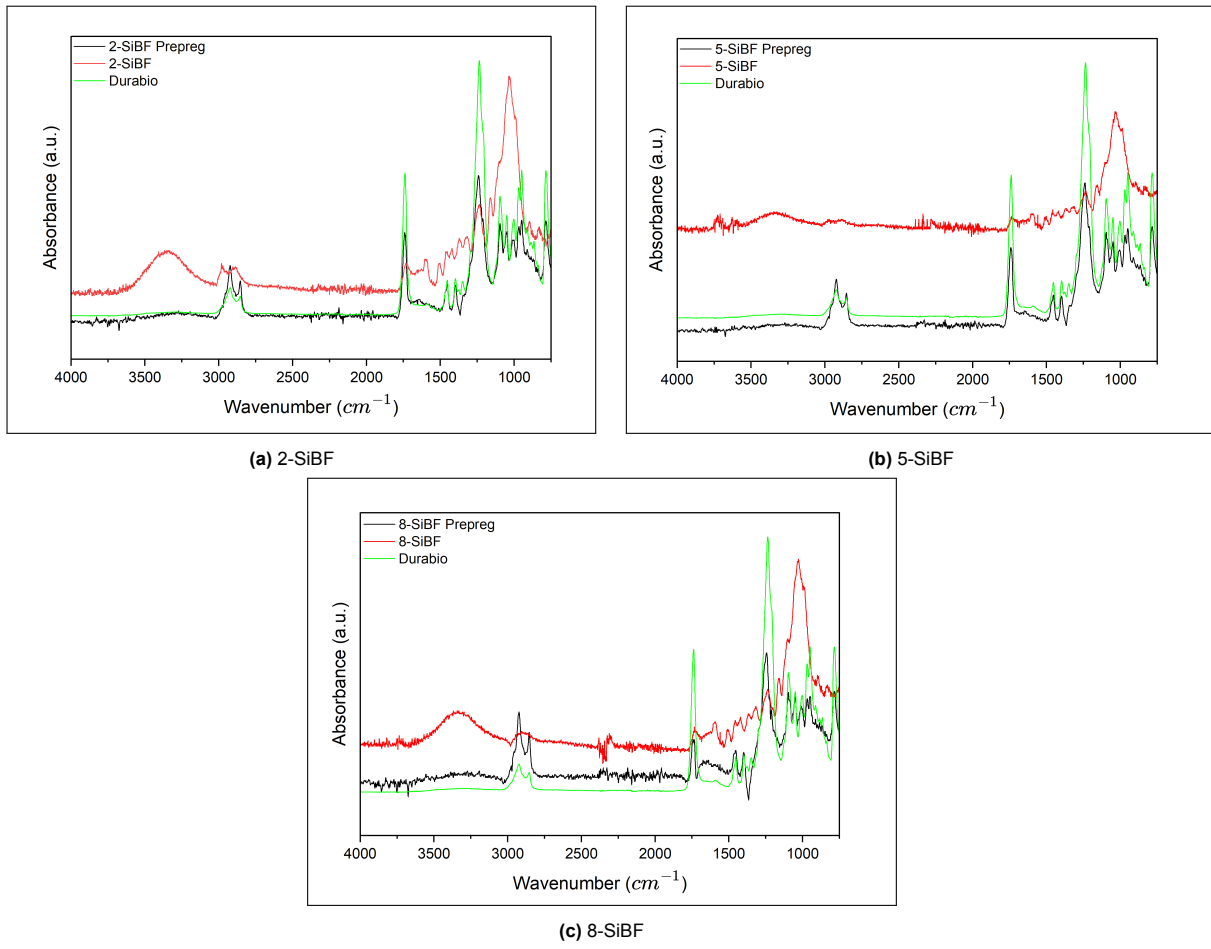 2-SiBF Prepreg
2-SiBF
Durabio
Absorbance (a.u.)
4000 3500 3000 2500 2000 1500 1000
Wavenumber (cm⁻¹)
(a) 2-SiBF
5-SiBF Prepreg
5-SiBF
Durabio
Absorbance (a.u.)
4000 3500 3000 2500 2000 1500 1000
Wavenumber (cm⁻¹)
(b) 5-SiBF
8-SiBF Prepreg
8-SiBF
Durabio
Absorbance (a.u.)
4000 3500 3000 2500 2000 1500 1000
Wavenumber (cm⁻¹)
(c) 8-SiBF